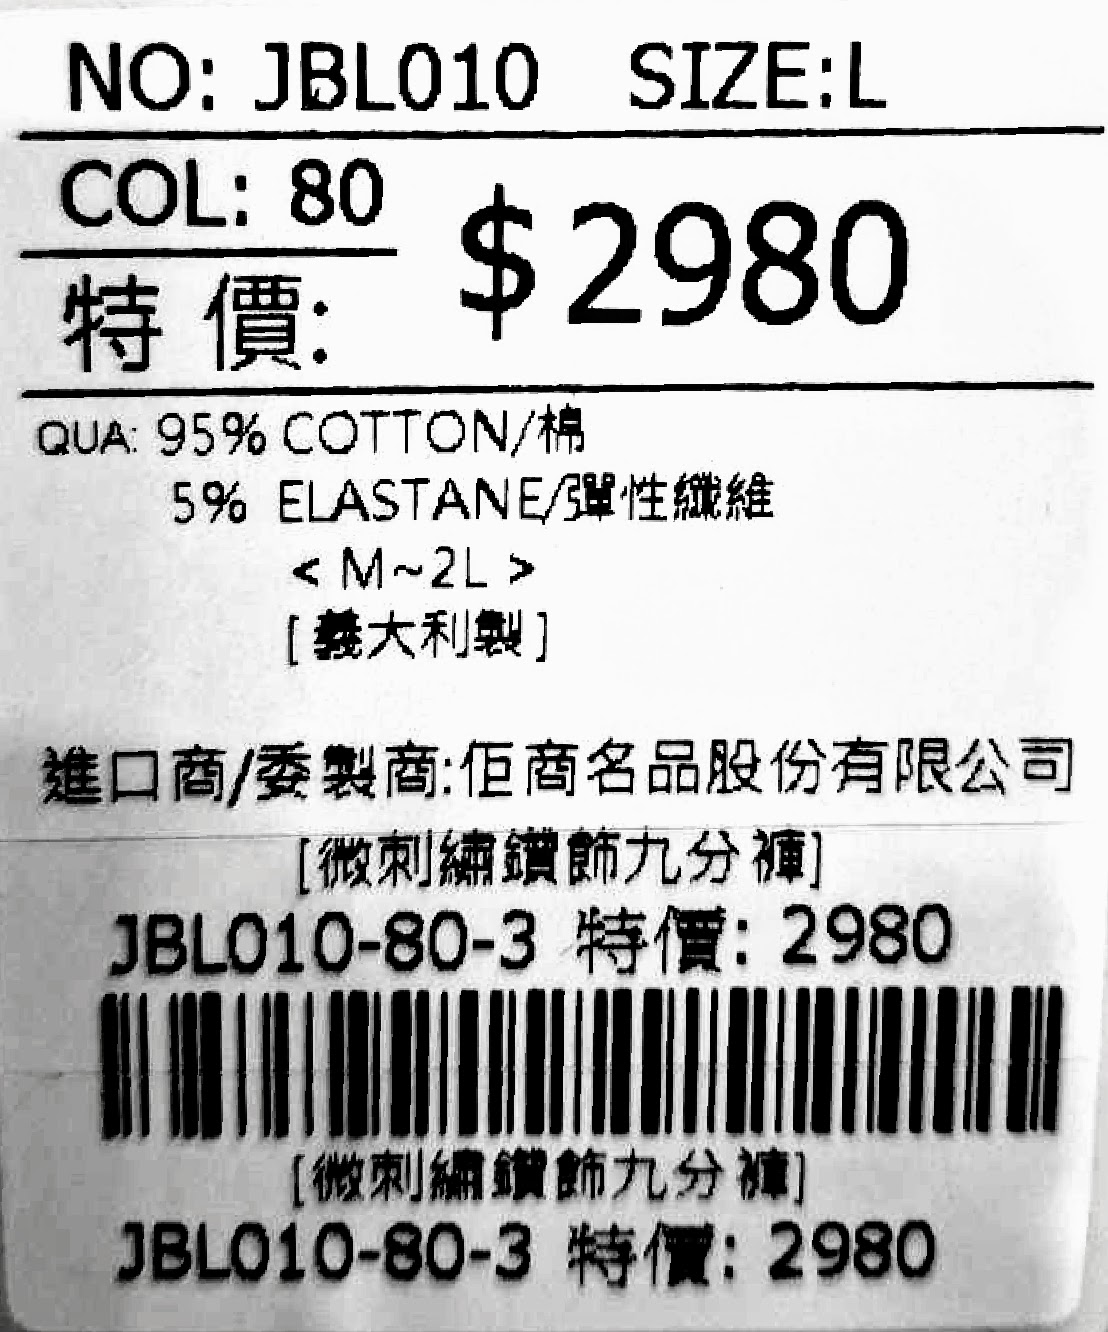 NO: JBL010 SIZE:L
COL: 80
$2980
特 價:
QUA: 95% COTTON/棉
5% ELASTANE/彈性纖維
< M~2L >
[義大利製]
進口商/委製商:佢商名品股份有限公司
[微刺繡鑽飾九分褲]
JBL010-80-3 特價: 2980
[微刺繡鑽飾九分褲]
JBL010-80-3 特價: 2980